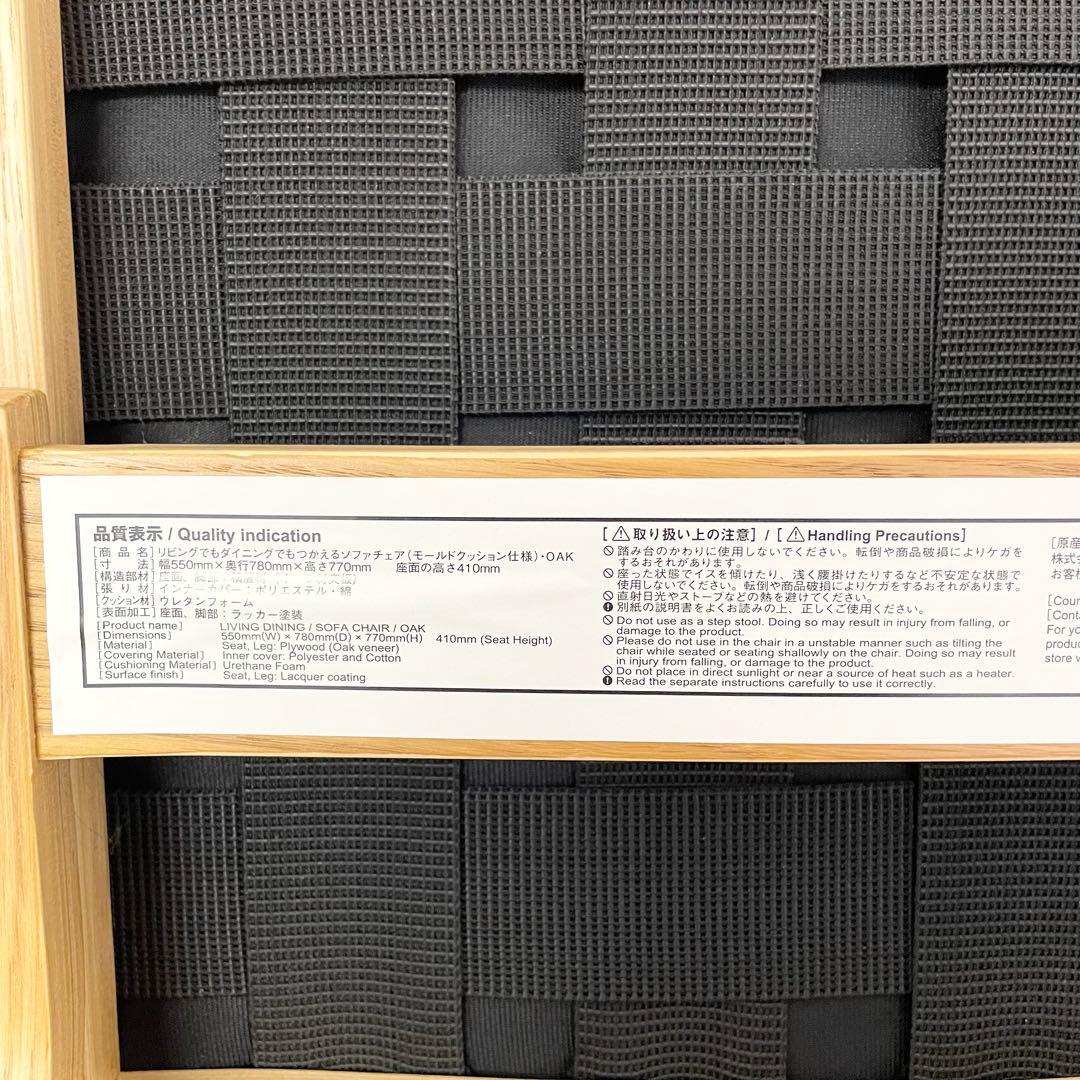 品質表示 / Quality indication
[商 品 名] リビングでもダイニングでもつかえるソファチェア(モールドクッション仕様)・OAK
[寸　　法] 幅550mm×奥行780mm×高さ770mm　座面の高さ410mm
[構造部材] 座面、脚部：積層材
[張 り 材] インナーカバー：ポリエステル・綿
[クッション材] ウレタンフォーム
[表面加工] 座面、脚部：ラッカー塗装
[Product name] LIVING DINING / SOFA CHAIR / OAK
[Dimensions] 550mm(W) × 780mm(D) × 770mm(H) 410mm (Seat Height)
[Material] Seat, Leg: Plywood (Oak veneer)
[Covering Material] Inner cover: Polyester and Cotton
[Cushioning Material] Urethane Foam
[Surface finish] Seat, Leg: Lacquer coating
[⚠取り扱い上の注意] / [⚠Handling Precautions]
踏み台のかわりに使用しないでください。転倒や商品破損によりケガを
するおそれがあります。
座った状態でイスを傾けたり、浅く腰掛けたりするなど不安定な状態で
使用しないでください。転倒や商品破損によりケガをするおそれがあります。
直射日光やストーブなどの熱を避けてください。
別紙の説明書をよくお読みの上、正しくご使用ください。
Do not use as a step stool. Doing so may result in injury from falling, or
damage to the product.
Please do not use in the chair in a unstable manner such as tilting the
chair while seated or seating shallowly on the chair. Doing so may result
in injury from falling, or damage to the product.
Do not place in direct sunlight or near a source of heat such as a heater.
Read the separate instructions carefully to use it correctly.
[原産
株式
お客様
[Cour
[Conta
For yo
produc
store w